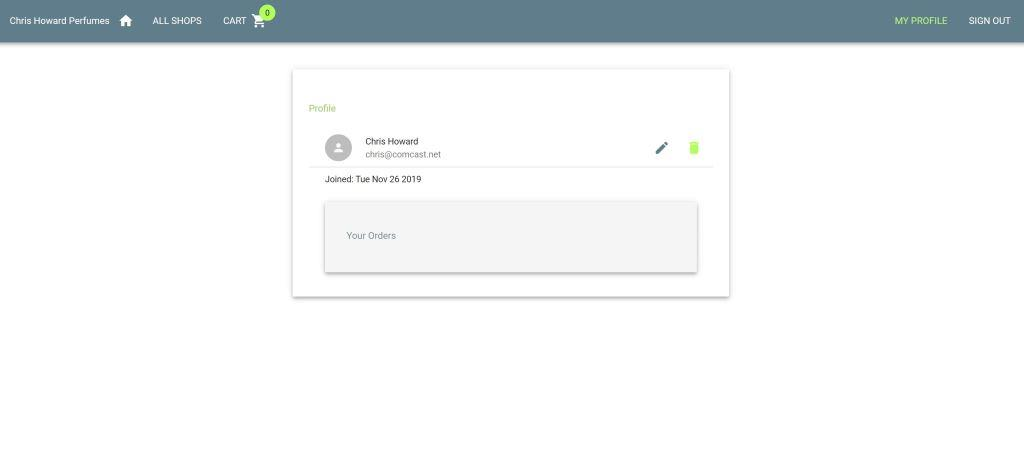 Chris Howard Perfumes ALL SHOPS CART 0 MY PROFILE SIGN OUT
Profile
Chris Howard
chris@comcast.net
Joined: Tue Nov 26 2019
Your Orders